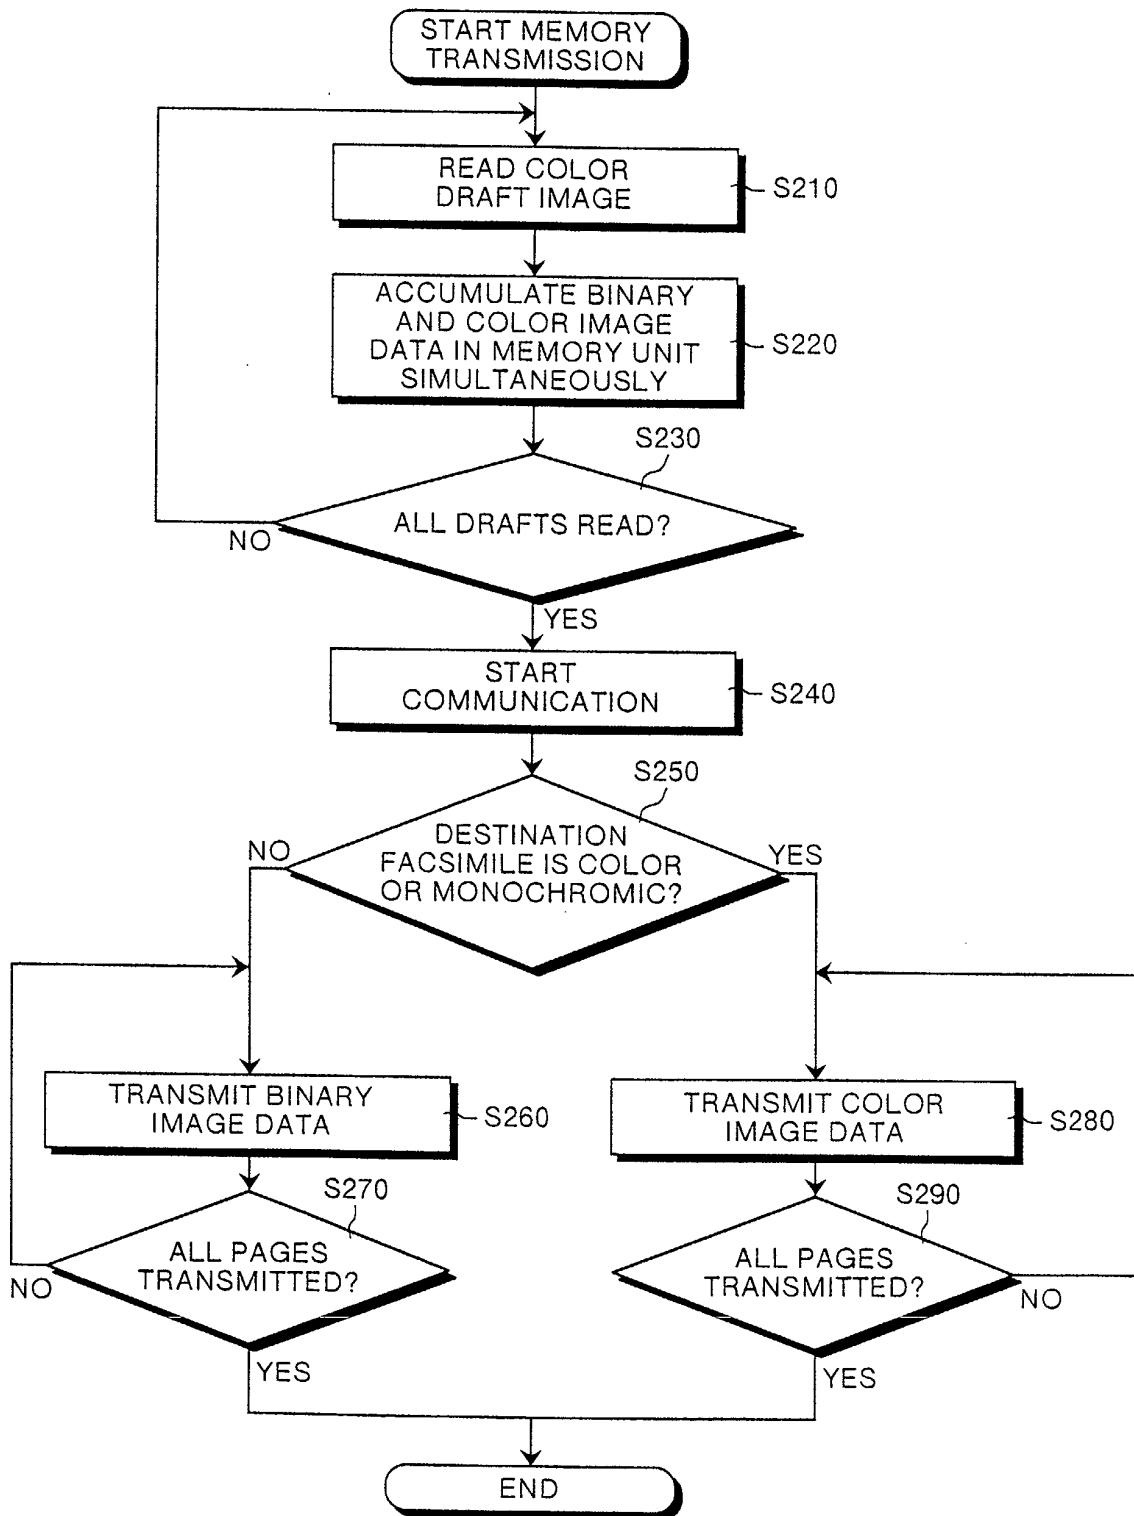 START MEMORY
TRANSMISSION
READ COLOR
DRAFT IMAGE
S210
ACCUMULATE BINARY
AND COLOR IMAGE
DATA IN MEMORY UNIT
SIMULTANEOUSLY
S220
S230
ALL DRAFTS READ?
NO
YES
START
COMMUNICATION
S240
S250
DESTINATION
FACSIMILE IS COLOR
OR MONOCHROMIC?
NO
YES
TRANSMIT BINARY
IMAGE DATA
S260
TRANSMIT COLOR
IMAGE DATA
S280
S270
ALL PAGES
TRANSMITTED?
NO
YES
S290
ALL PAGES
TRANSMITTED?
NO
YES
END